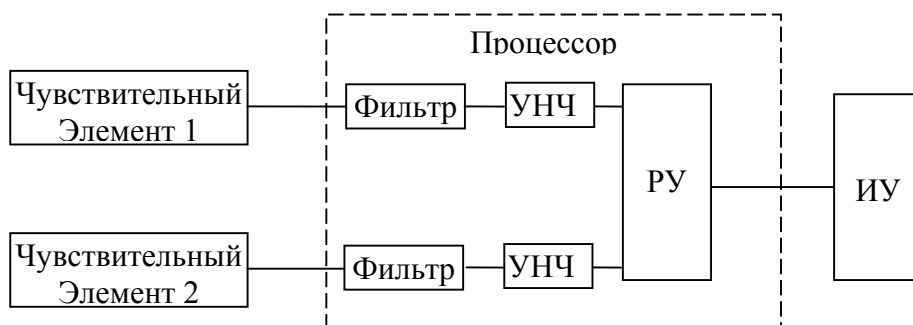 Процессор
Чувствительный
Элемент 1
Фильтр
УНЧ
РУ
ИУ
Чувствительный
Элемент 2
Фильтр
УНЧ